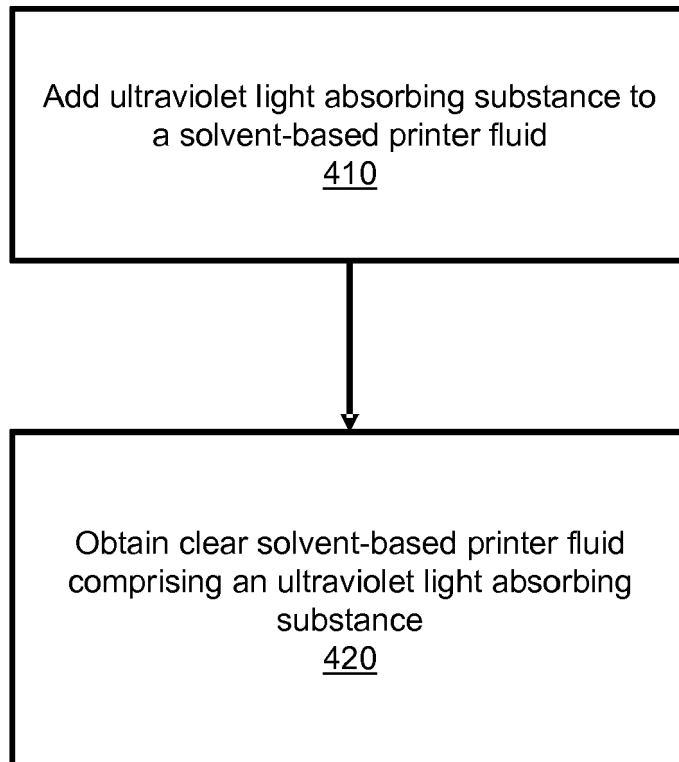 Add ultraviolet light absorbing substance to
a solvent-based printer fluid
410
Obtain clear solvent-based printer fluid
comprising an ultraviolet light absorbing
substance
420